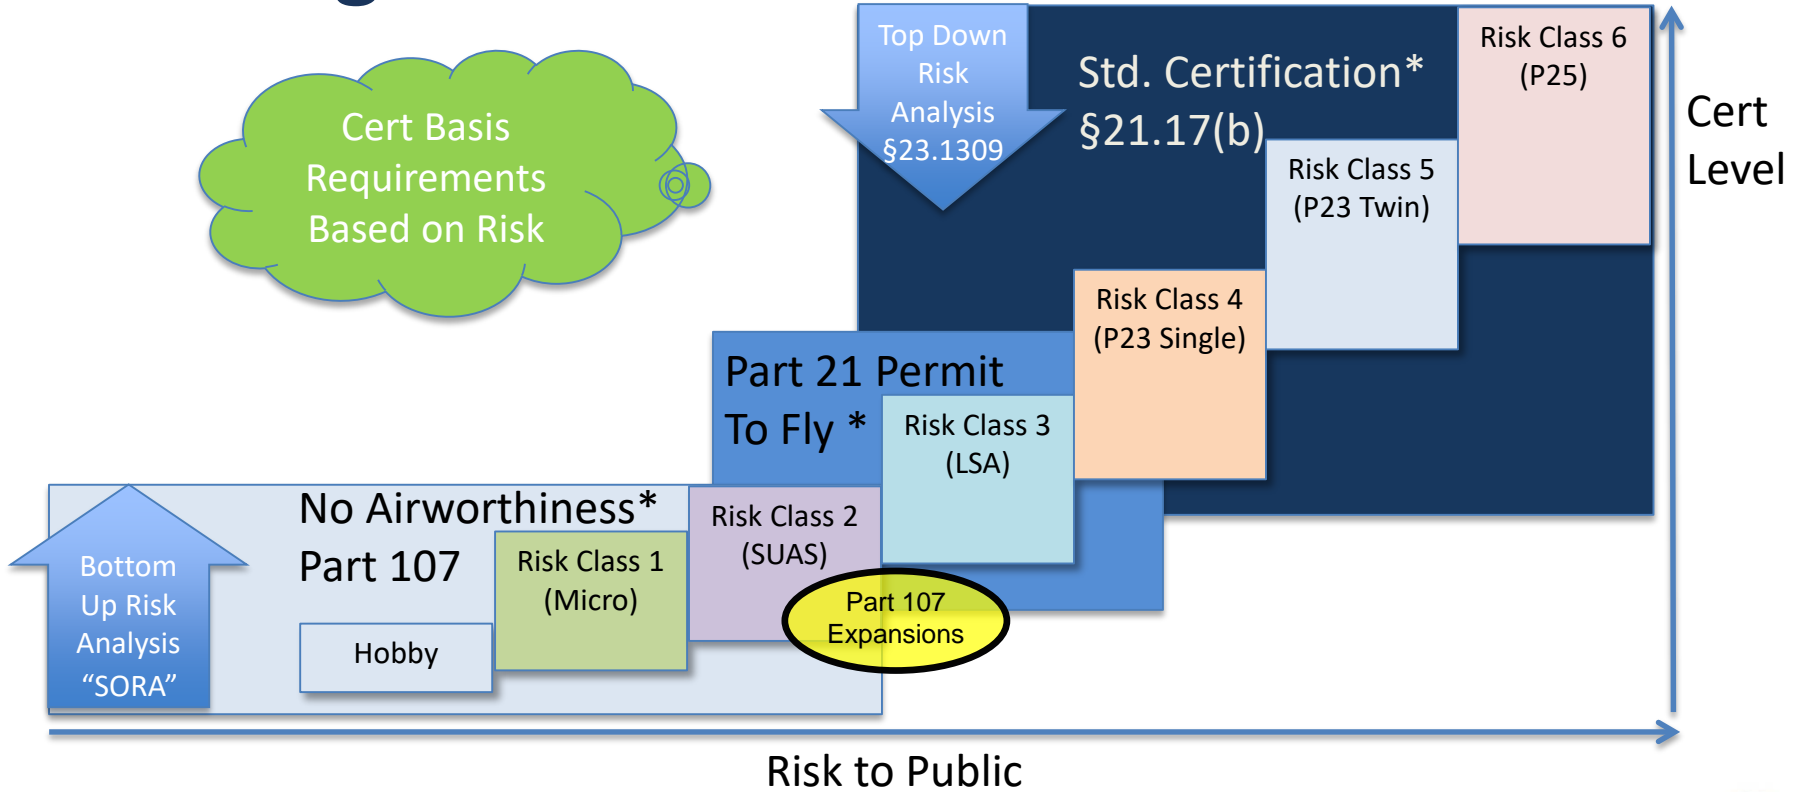 Cert Basis
Requirements
Based on Risk
Top Down
Risk
Analysis
§23.1309
Std. Certification*
§21.17(b)
Risk Class 6
(P25)
Cert
Level
Risk Class 5
(P23 Twin)
Risk Class 4
(P23 Single)
Part 21 Permit
To Fly *
Risk Class 3
(LSA)
No Airworthiness*
Part 107
Risk Class 2
(SUAS)
Risk Class 1
(Micro)
Hobby
Part 107
Expansions
Bottom
Up Risk
Analysis
“SORA”
Risk to Public